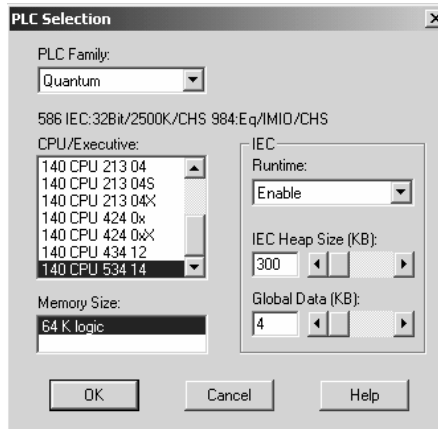 PLC Selection
PLC Family:
Quantum
586 IEC:32Bit/2500K/CHS 984:Eq/IMIO/CHS
CPU/Executive:
140 CPU 213 04
140 CPU 213 04S
140 CPU 213 04X
140 CPU 424 0x
140 CPU 424 0xX
140 CPU 434 12
140 CPU 534 14
Memory Size:
64 K logic
IEC
Runtime:
Enable
IEC Heap Size (KB):
300
Global Data (KB):
4
OK
Cancel
Help